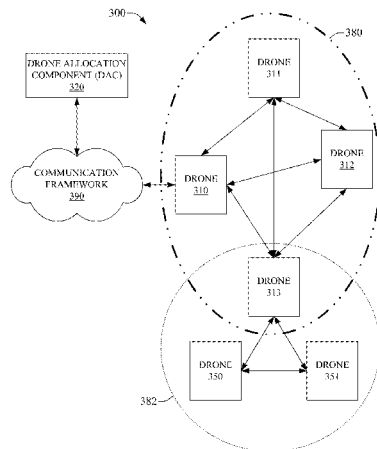 300
380
DRONE ALLOCATION
COMPONENT (DAC)
320
DRONE
311
DRONE
312
COMMUNICATION
FRAMEWORK
390
DRONE
310
DRONE
313
DRONE
350
DRONE
351
382